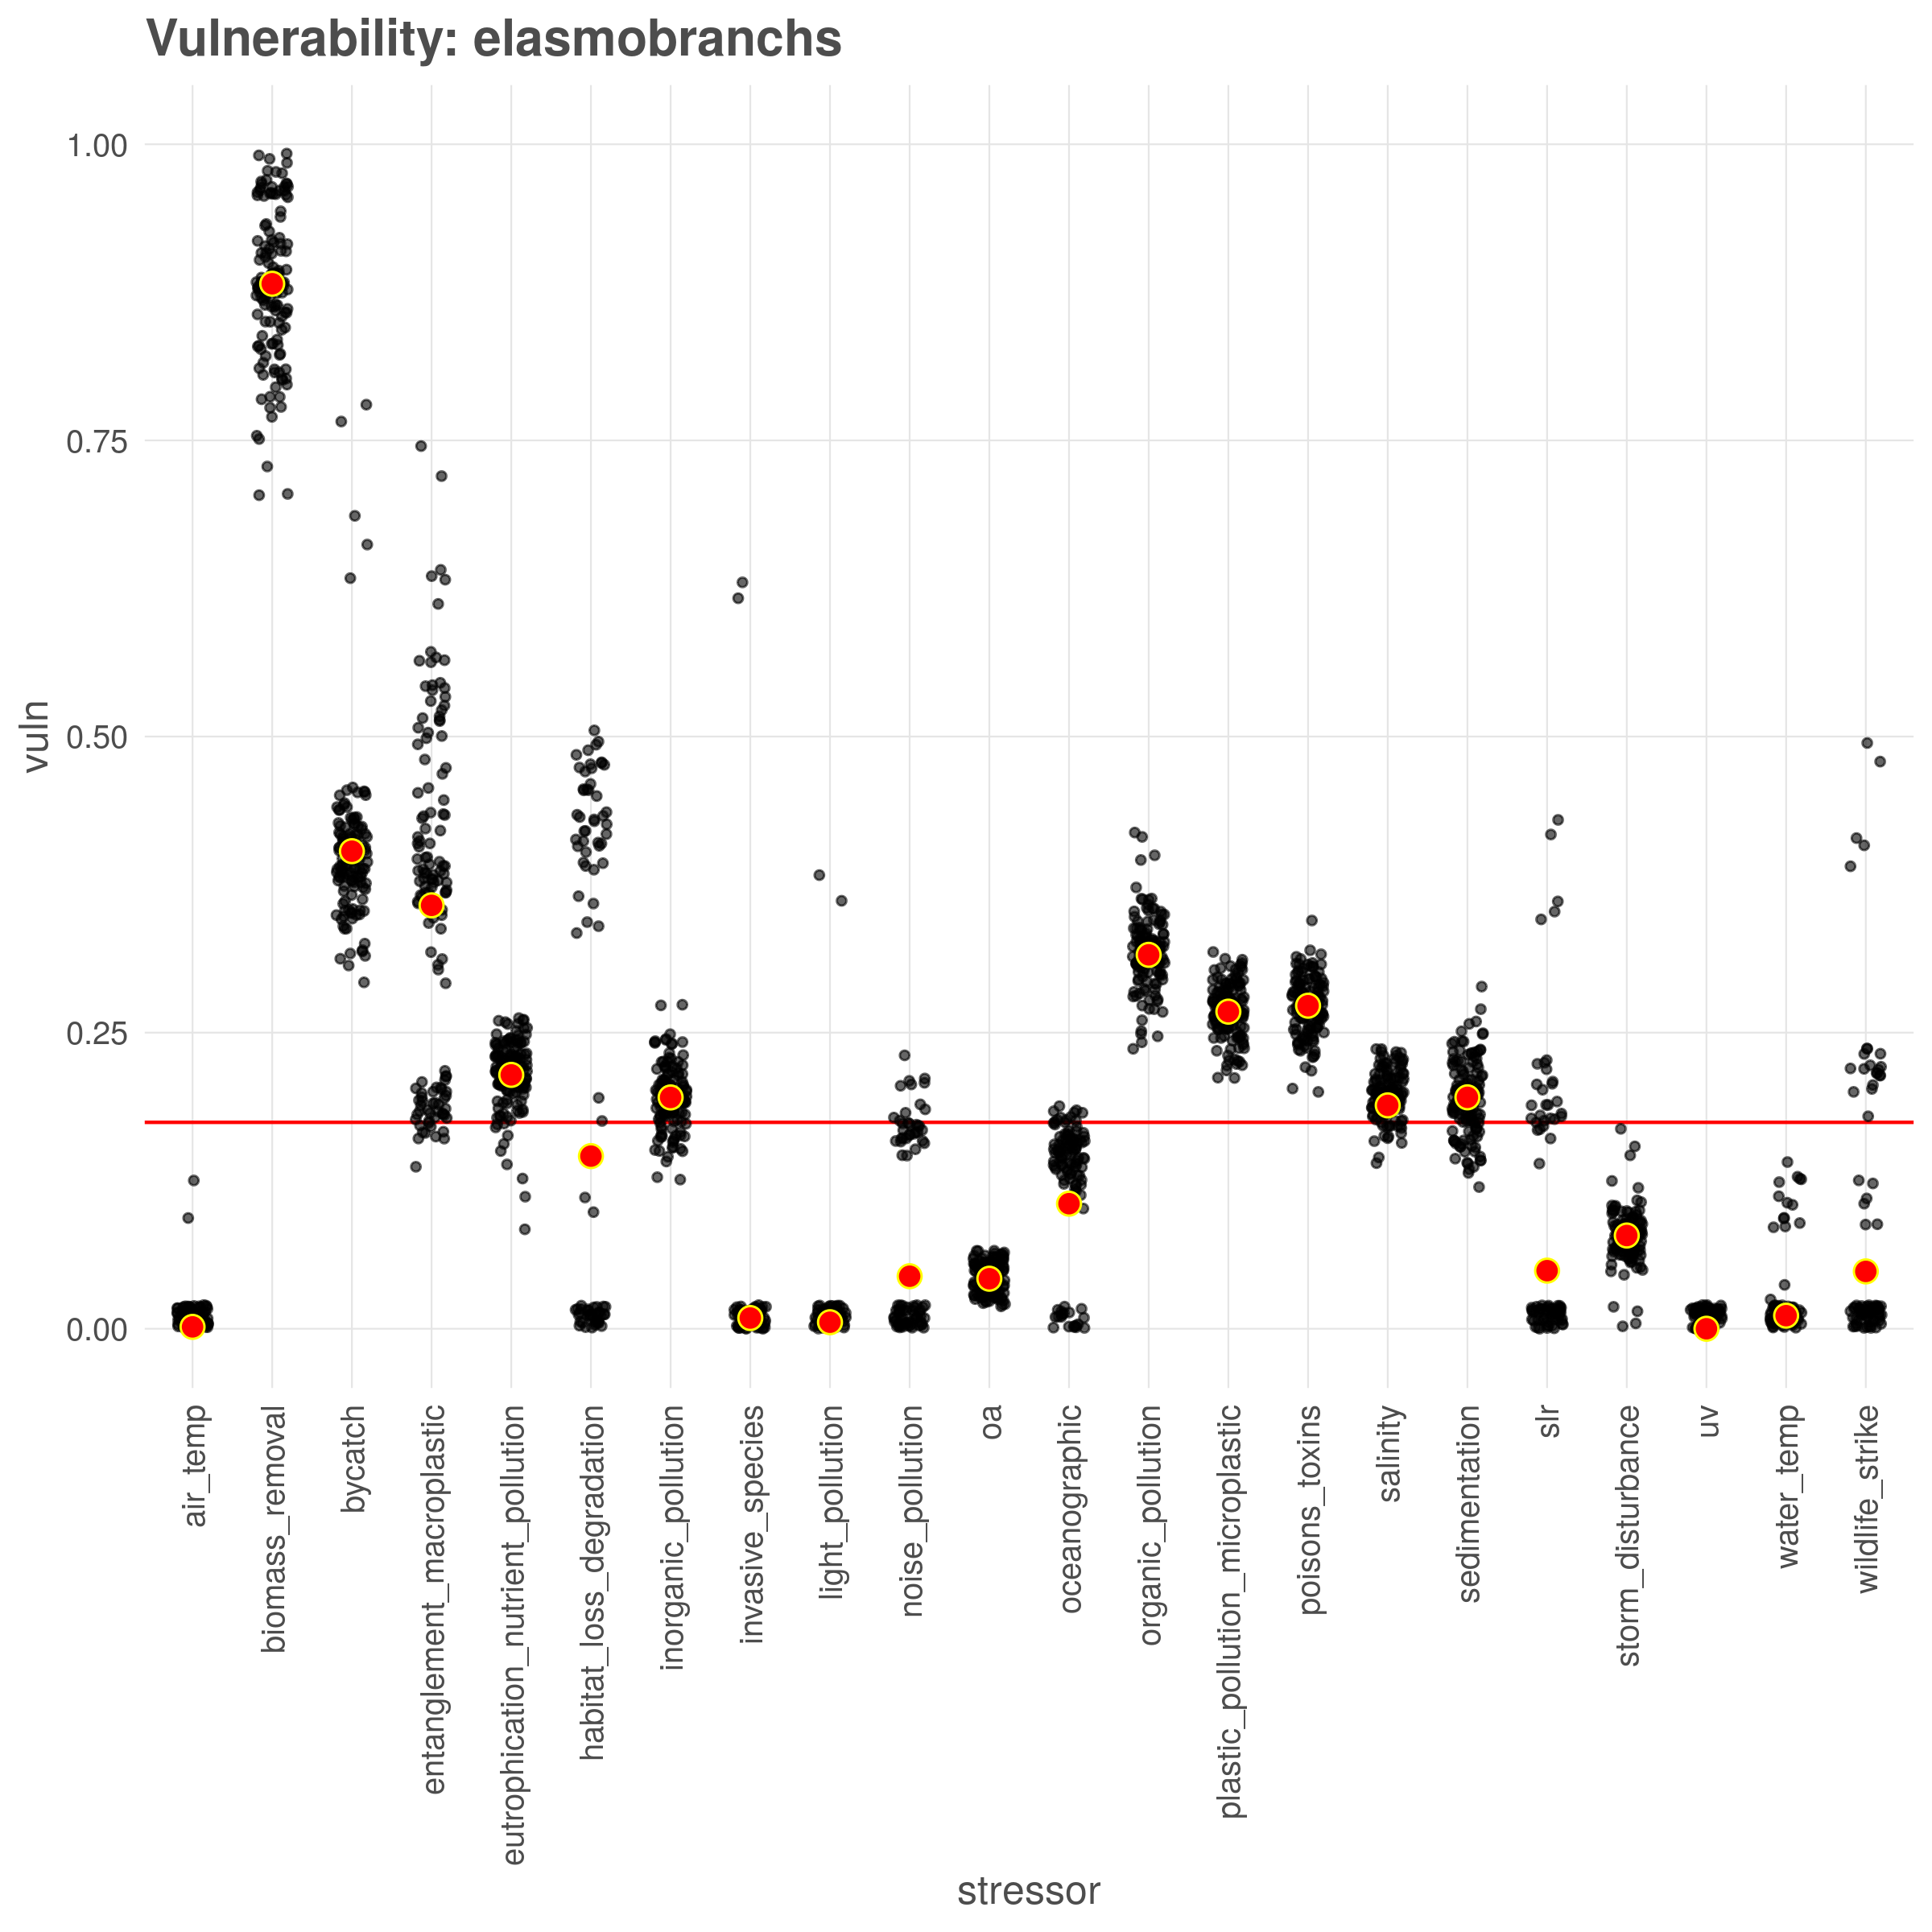 Vulnerability: elasmobranchs
1.00
0.75
0.50
0.25
0.00
vuln
air_temp
biomass_removal
bycatch
entanglement_macroplastic
eutrophication_nutrient_pollution
habitat_loss_degradation
inorganic_pollution
invasive_species
light_pollution
noise_pollution
oa
oceanographic
organic_pollution
plastic_pollution_microplastic
poisons_toxins
salinity
sedimentation
slr
storm_disturbance
uv
water_temp
wildlife_strike
stressor